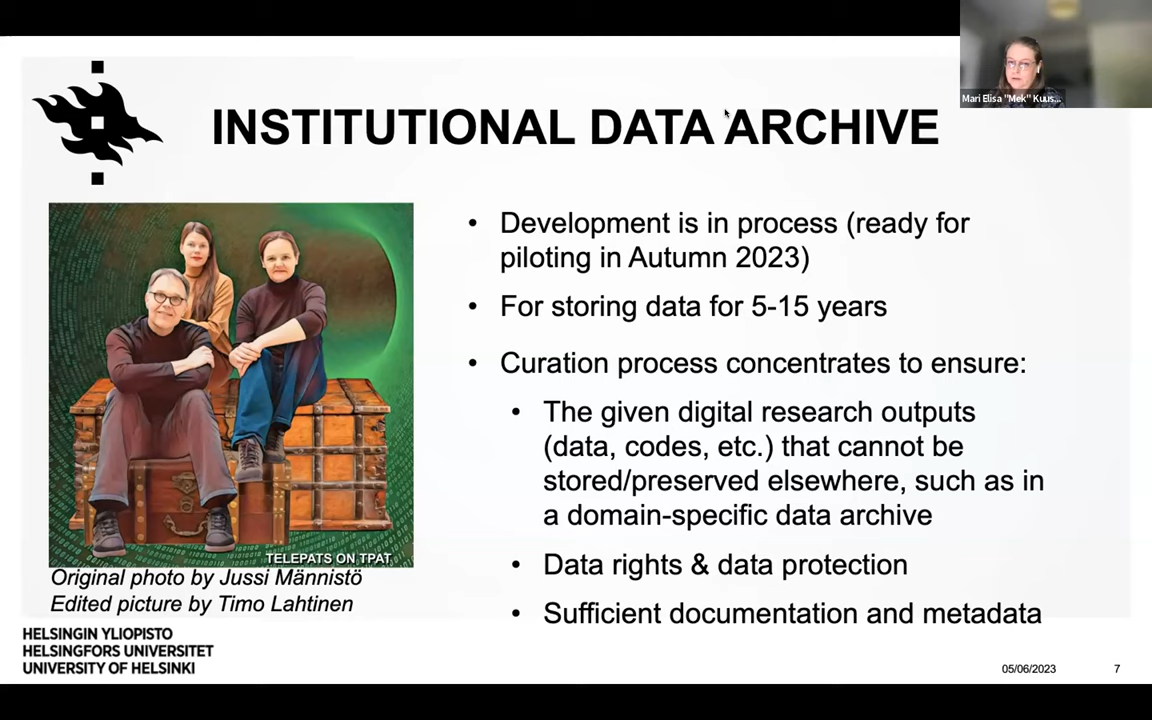 Mari Elisa "Mek" Kuus...
INSTITUTIONAL DATA ARCHIVE
• Development is in process (ready for
piloting in Autumn 2023)
• For storing data for 5-15 years
• Curation process concentrates to ensure:
• The given digital research outputs
(data, codes, etc.) that cannot be
stored/preserved elsewhere, such as in
a domain-specific data archive
• Data rights & data protection
• Sufficient documentation and metadata
TELEPATS ON TPAT
Original photo by Jussi Männistö
Edited picture by Timo Lahtinen
HELSINGIN YLIOPISTO
HELSINGFORS UNIVERSITET
UNIVERSITY OF HELSINKI
05/06/2023
7